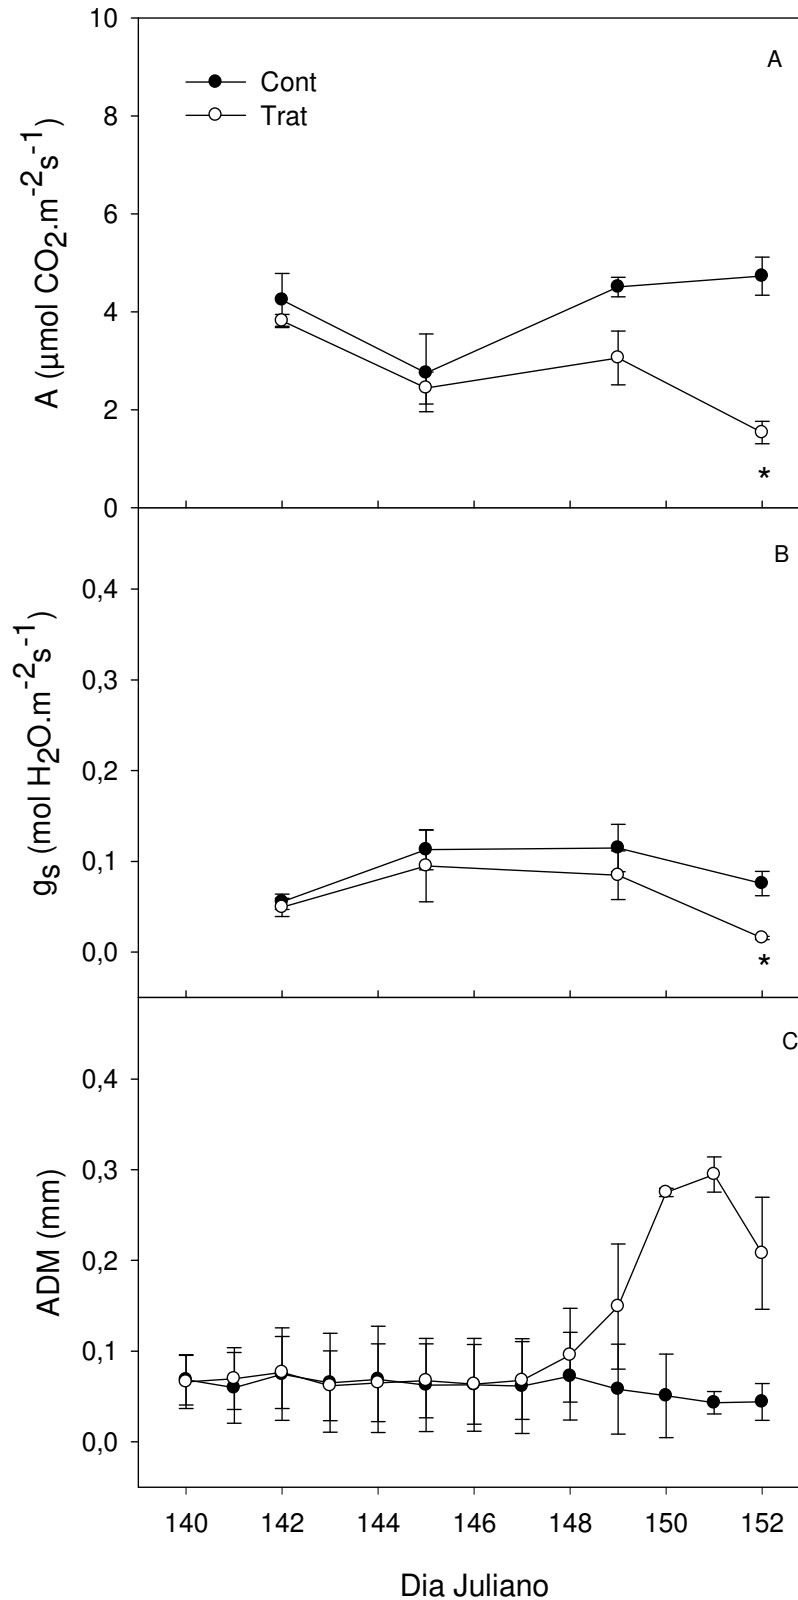 A
Cont
Trat
10
8
6
4
2
0
A (µmol CO2.m-2s-1)
*
B
0,4
0,3
0,2
0,1
0,0
gs (mol H2O.m-2s-1)
*
C
0,4
0,3
0,2
0,1
0,0
ADM (mm)
140 142 144 146 148 150 152
Dia Juliano